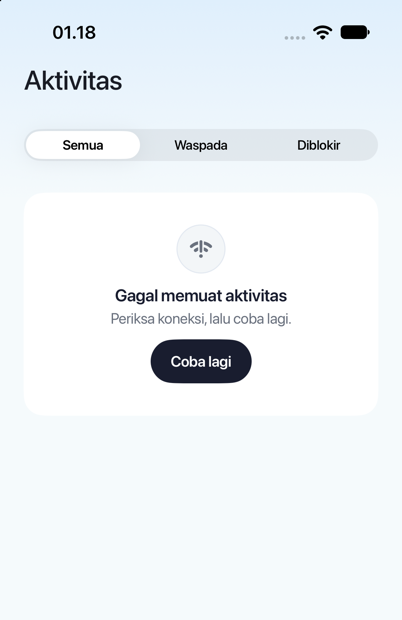 01.18
Aktivitas
Semua
Waspada
Diblokir
Gagal memuat aktivitas
Periksa koneksi, lalu coba lagi.
Coba lagi